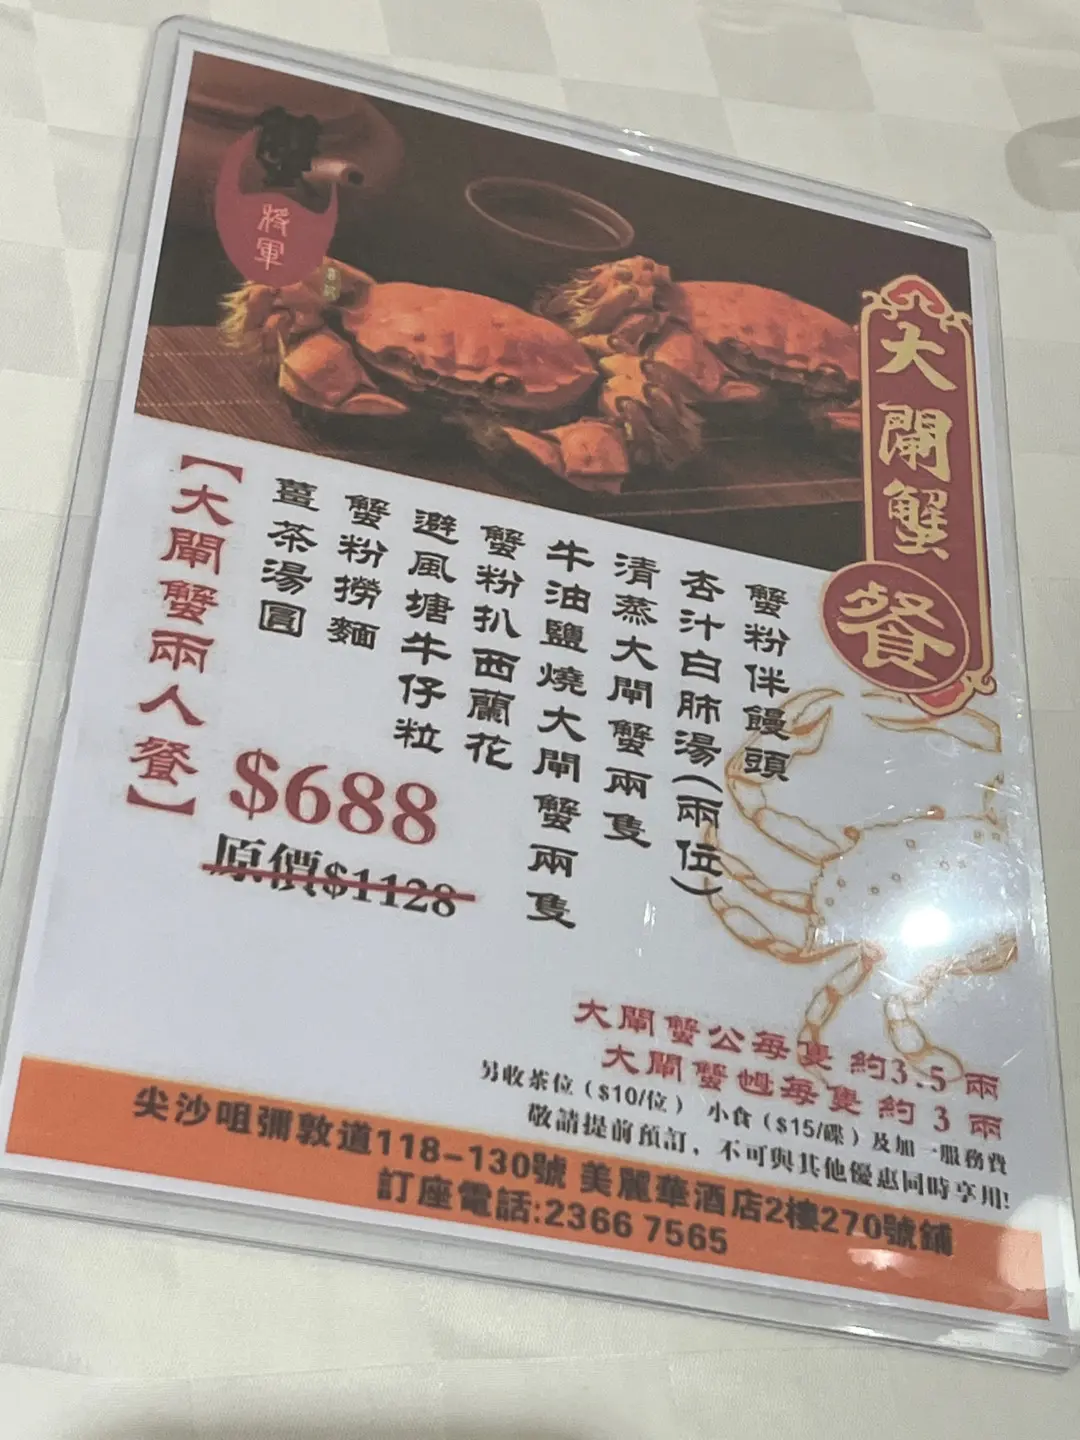 蟹
將軍
大閘蟹餐
蟹粉伴饅頭
杏汁白肺湯(兩位)
清蒸大閘蟹兩隻
牛油鹽燒大閘蟹兩隻
蟹粉扒西蘭花
避風塘牛仔粒
蟹粉撈麵
薑茶湯圓
【大閘蟹兩人餐】
$688
原價$1128
大閘蟹公每隻 約3.5 兩
大閘蟹乸每隻 約 3 兩
另收茶位（$10/位） 小食（$15/碟）及加一服務費
敬請提前預訂，不可與其他優惠同時享用!
尖沙咀彌敦道118-130號 美麗華酒店2樓270號鋪
訂座電話:2366 7565